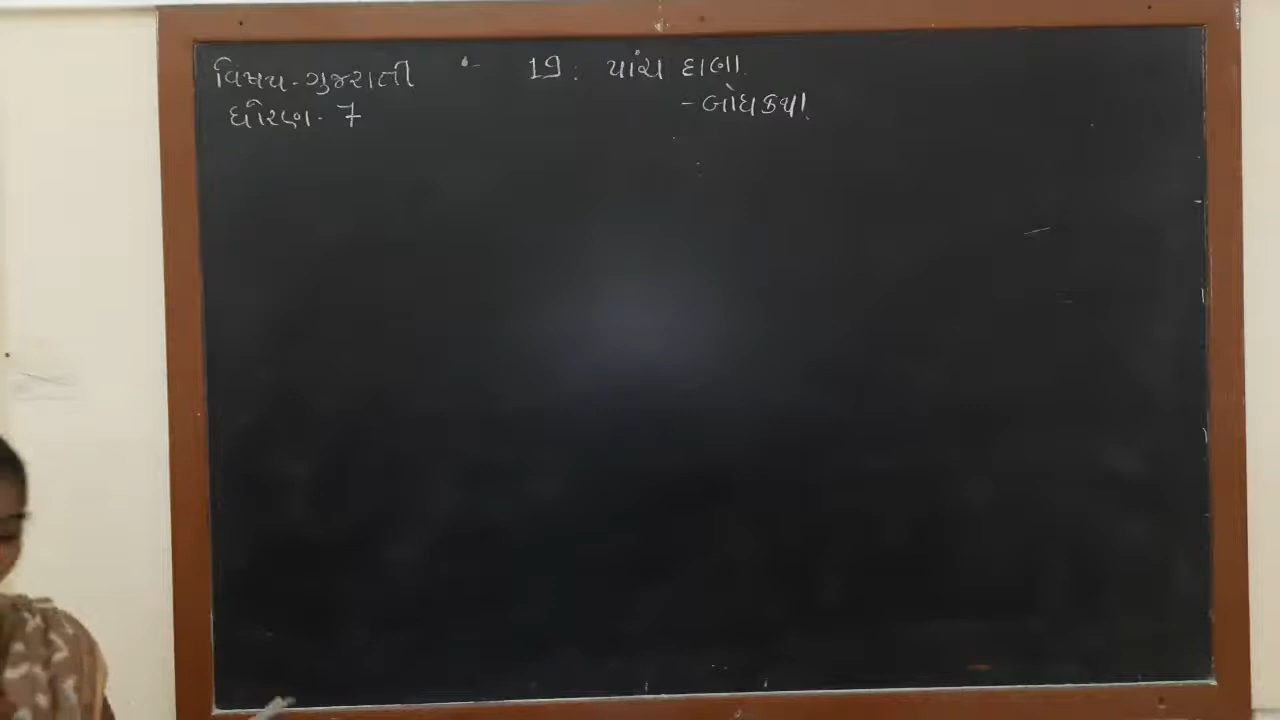 વિષય - ગુજરાતી
19 : પાંચ દાણા
ધોરણ - 7
- બોધકથા